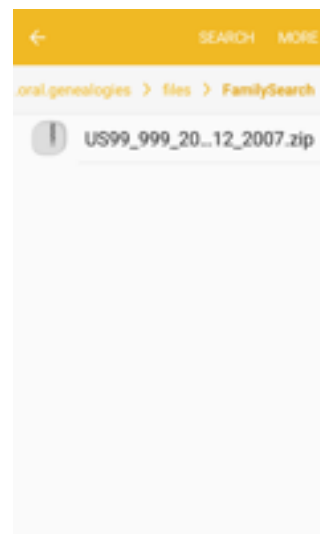 SEARCH MORE
.oral.genealogies > files > FamilySearch
US99_999_20...12_2007.zip